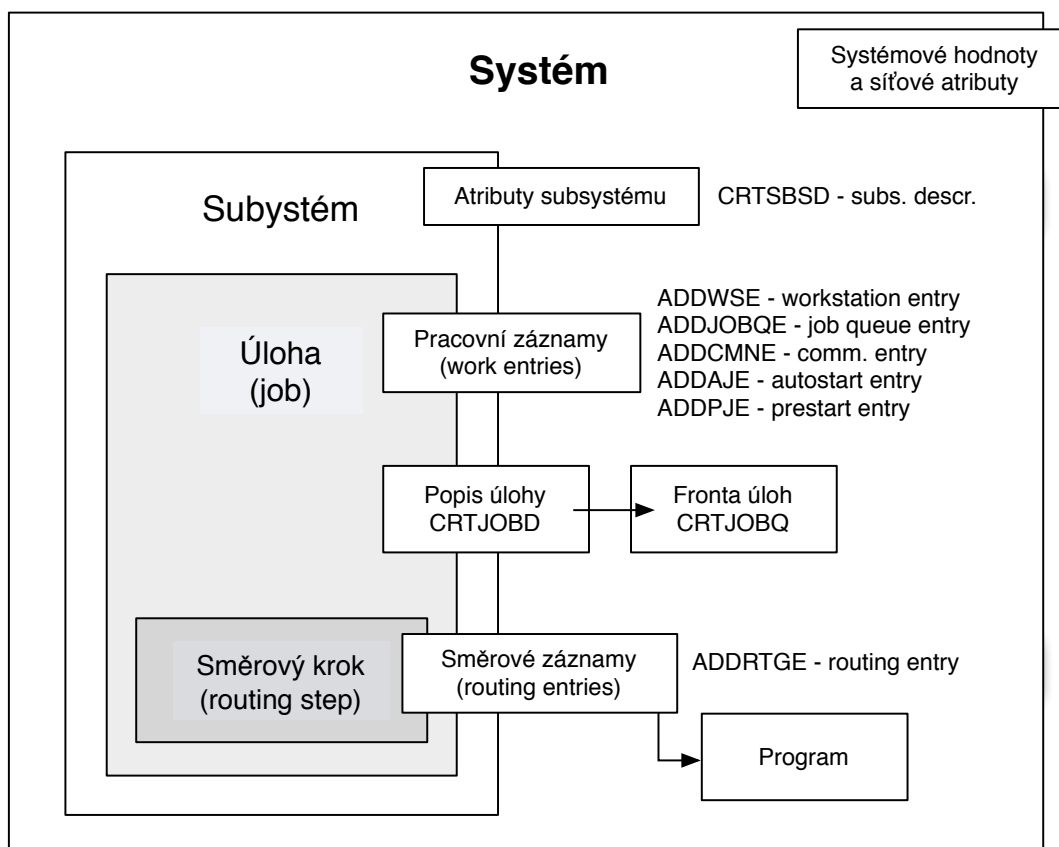 Systém
Systémové hodnoty
a síťové atributy
Subystém
Atributy subsystému
CRTSBSD - subs. descr.
Úloha
(job)
Pracovní záznamy
(work entries)
ADDWSE - workstation entry
ADDJOBQE - job queue entry
ADDCMNE - comm. entry
ADDAJE - autostart entry
ADDPJE - prestart entry
Popis úlohy
CRTJOBD
Fronta úloh
CRTJOBQ
Směrový krok
(routing step)
Směrové záznamy
(routing entries)
ADDRTGE - routing entry
Program